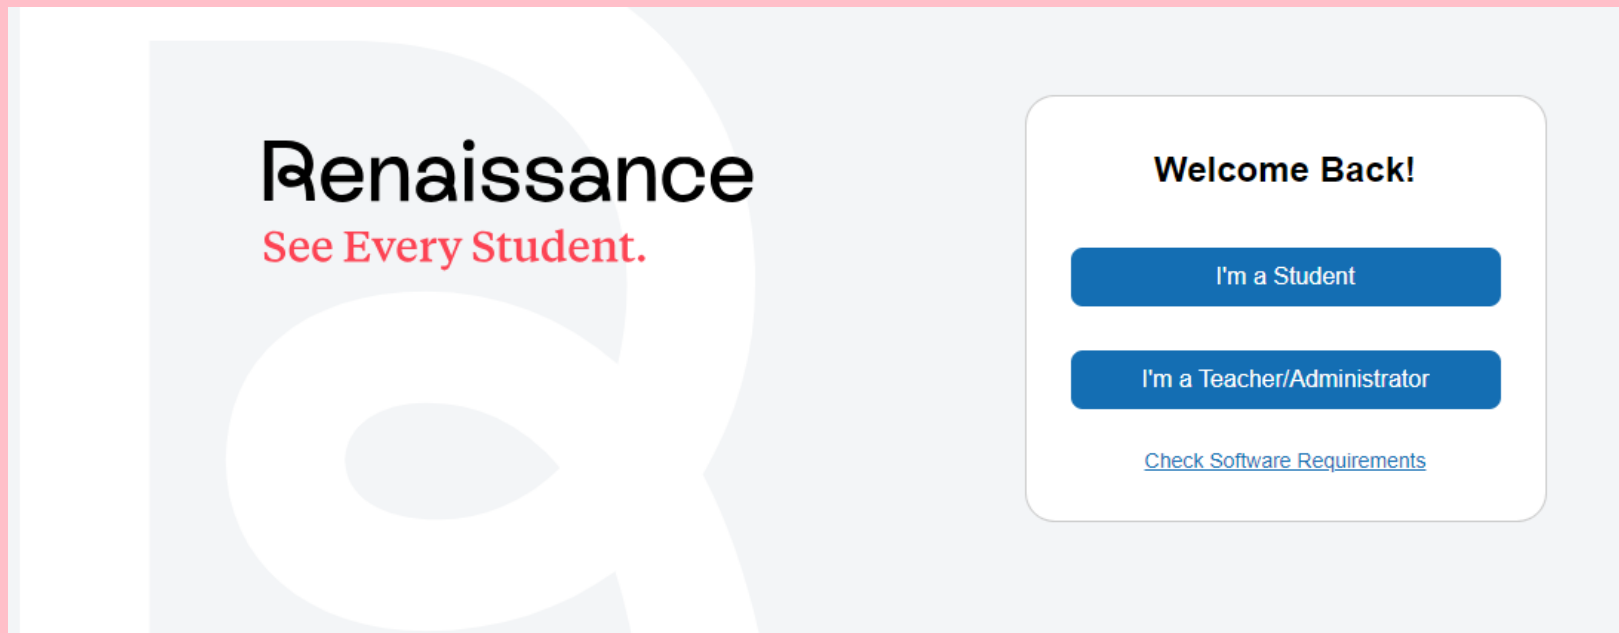 Renaissance
See Every Student.
Welcome Back!
I'm a Student
I'm a Teacher/Administrator
Check Software Requirements